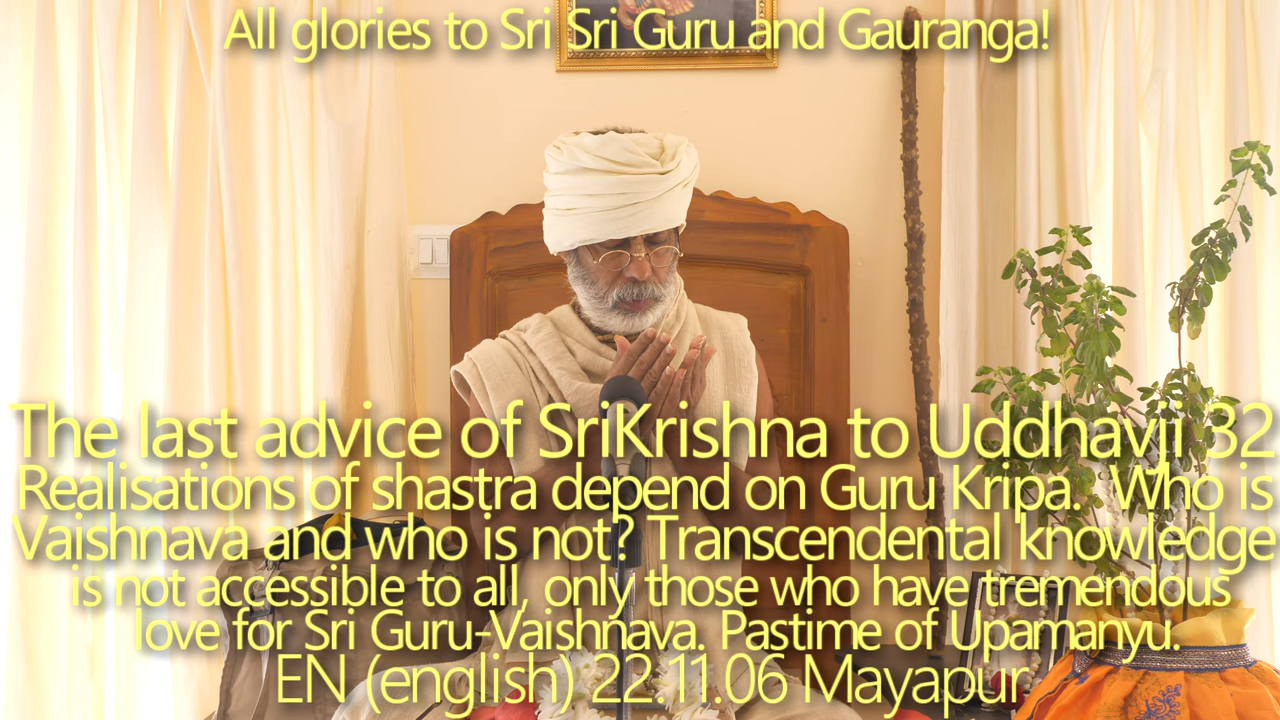 All glories to Sri Sri Guru and Gauranga!
The last advice of SriKrishna to Uddhavji 32
Realisations of shastra depend on Guru Kripa. Who is
Vaishnava and who is not? Transcendental knowledge
is not accessible to all, only those who have tremendous
love for Sri Guru-Vaishnava. Pastime of Upamanyu.
EN (english) 22.11.06 Mayapur